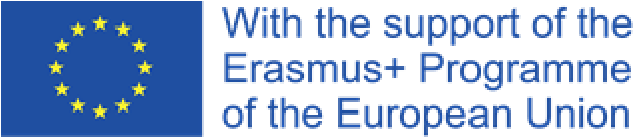 With the support of the
Erasmus+ Programme
of the European Union